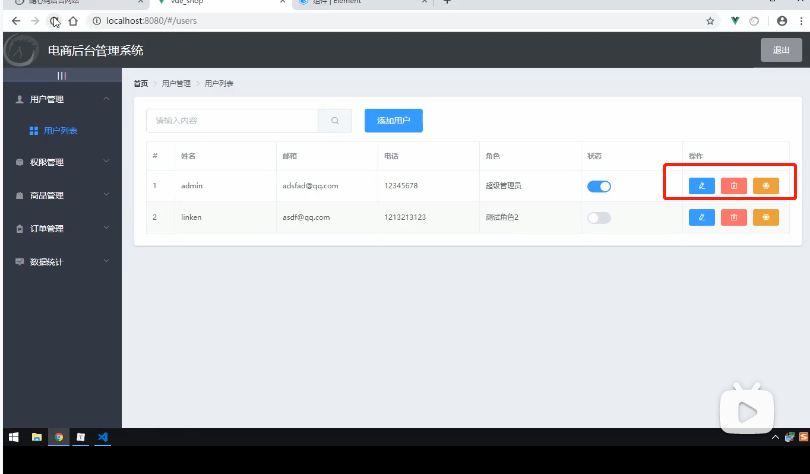 vue_shop
组件 | Element
localhost:8080/#/users
电商后台管理系统
退出
用户管理
用户列表
权限管理
商品管理
订单管理
数据统计
首页 用户管理 用户列表
请输入内容
添加用户
# 姓名 邮箱 电话 角色 状态 操作
1 admin adsfad@qq.com 12345678 超级管理员
2 linken asdf@qq.com 1213213123 测试角色2